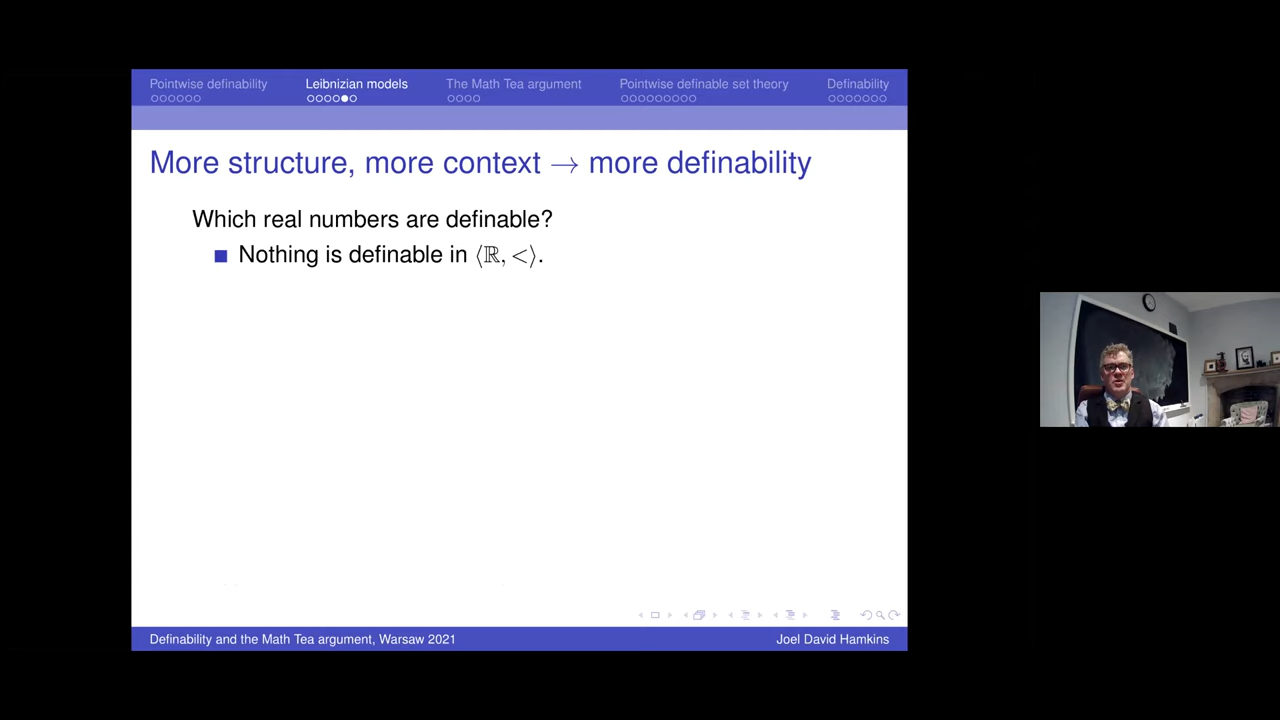 Pointwise definability Leibnizian models The Math Tea argument Pointwise definable set theory Definability
More structure, more context → more definability
Which real numbers are definable?
Nothing is definable in ⟨ℝ, <⟩.
Definability and the Math Tea argument, Warsaw 2021 Joel David Hamkins